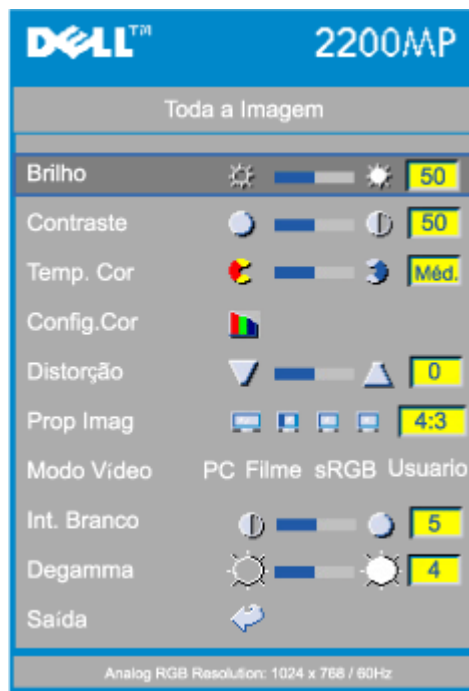 DELL™ 2200MP
Toda a Imagem
Brilho 50
Contraste 50
Temp. Cor Méd.
Config.Cor
Distorção 0
Prop Imag 4:3
Modo Vídeo PC Filme sRGB Usuario
Int. Branco 5
Degamma 4
Saída
Analog RGB Resolution: 1024 x 768 / 60Hz